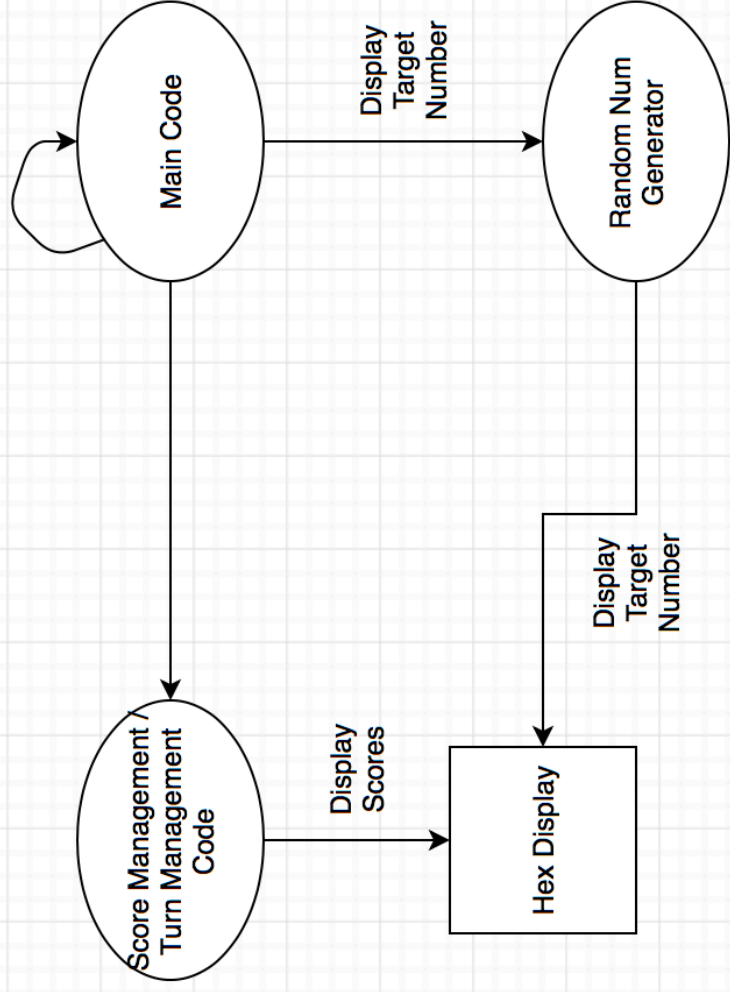 Score Management /
Turn Management
Code
Main Code
Display
Scores
Display
Target
Number
Hex Display
Display
Target
Number
Random Num
Generator